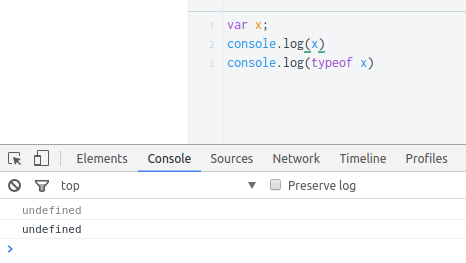 1 var x;
2 console.log(x)
3 console.log(typeof x)
Elements Console Sources Network Timeline Profiles
top Preserve log
undefined
undefined
>